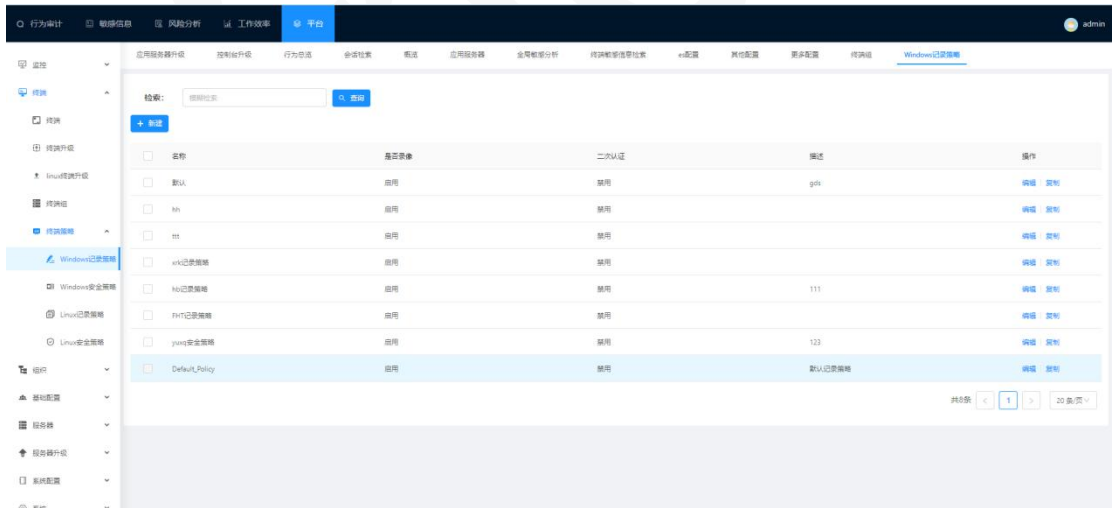 行为审计 敏感信息 风险分析 工作效率 平台 admin
应用服务器升级 控制台升级 行为总览 会话检索 概览 应用服务器 全局敏感分析 终端敏感信息检索 es配置 其他配置 更多配置 终端组 Windows记录策略
监控
终端
终端
终端升级
linux终端升级
终端组
终端策略
Windows记录策略
Windows安全策略
Linux记录策略
Linux安全策略
组织
基础配置
服务器
服务器升级
系统配置
检索: 模糊检索 查询
+ 新建
名称 是否录像 二次认证 描述 操作
默认 启用 禁用 gds 编辑 复制
hh 启用 禁用 编辑 复制
ttt 启用 禁用 编辑 复制
xrk记录策略 启用 禁用 编辑 复制
hb记录策略 启用 禁用 111 编辑 复制
FHT记录策略 启用 禁用 编辑 复制
yuxq安全策略 启用 禁用 123 编辑 复制
Default_Policy 启用 禁用 默认记录策略 编辑 复制
共8条 < 1 > 20 条/页